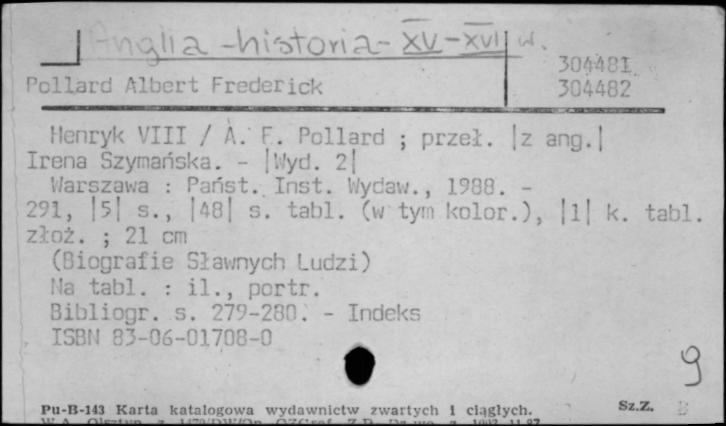 Anglia - historia - XV - XVI w.
304481
Pollard Albert Frederick 304482
Henryk VIII / A. F. Pollard ; przeł. |z ang.|
Irena Szymańska. - |Wyd. 2|
Warszawa : Państ. Inst. Wydaw., 1988. -
291, |5| s., |48| s. tabl. (w tym kolor.), |1| k. tabl.
złoż. ; 21 cm
(Biografie Sławnych Ludzi)
Na tabl. : il., portr.
Bibliogr. s. 279-280. - Indeks
ISBN 83-06-01708-0
9
Pu-B-143 Karta katalogowa wydawnictw zwartych i ciągłych. Sz.Z.